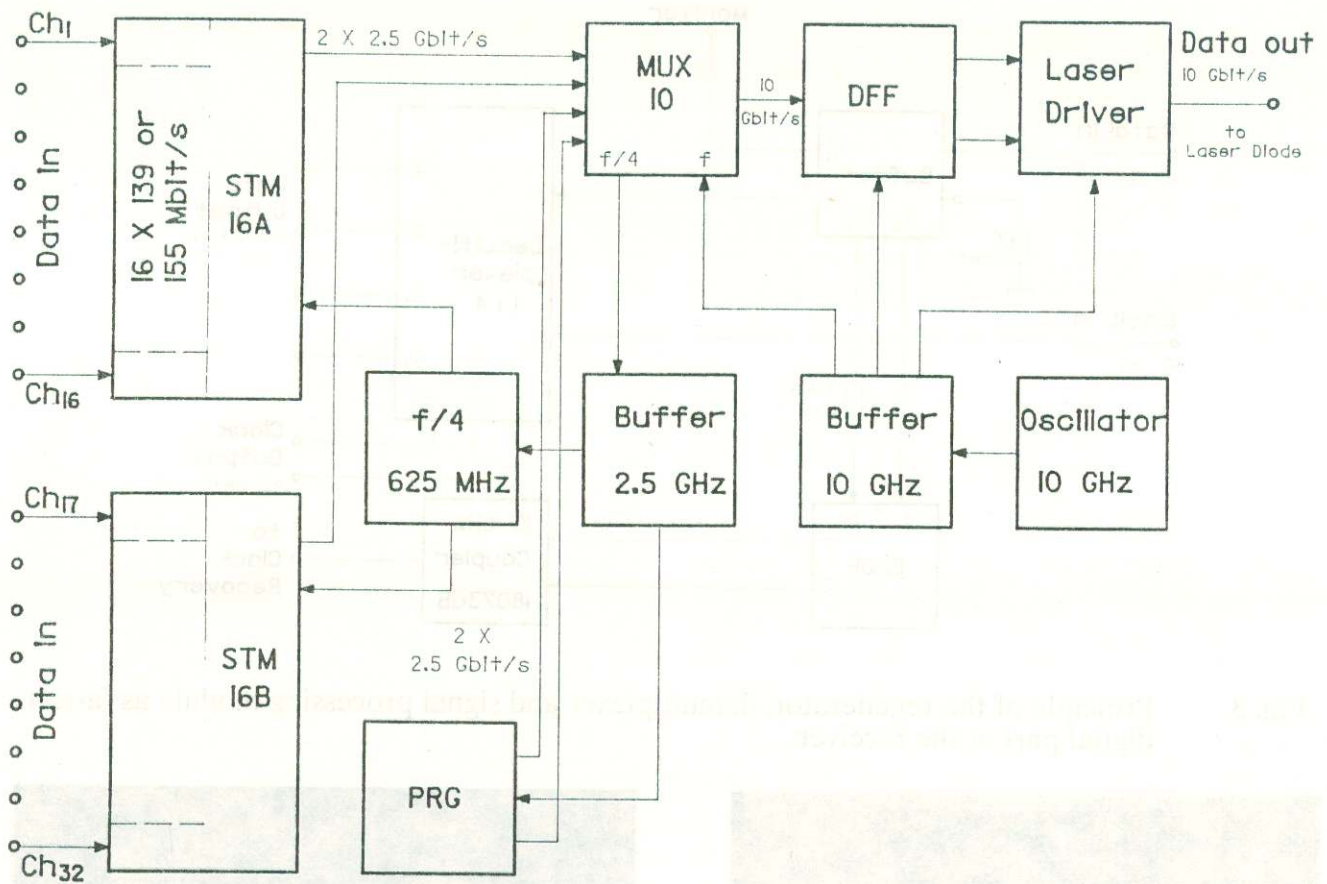 Ch1
Data in
Ch16
16 X 139 or
155 Mbit/s
STM
16A
2 X 2.5 Gbit/s
MUX
10
f/4
f
10
Gbit/s
DFF
Laser
Driver
Data out
10 Gbit/s
to
Laser Diode
f/4
625 MHz
Buffer
2.5 GHz
Buffer
10 GHz
Oscillator
10 GHz
Ch17
Data in
Ch32
STM
16B
2 X
2.5 Gbit/s
PRG